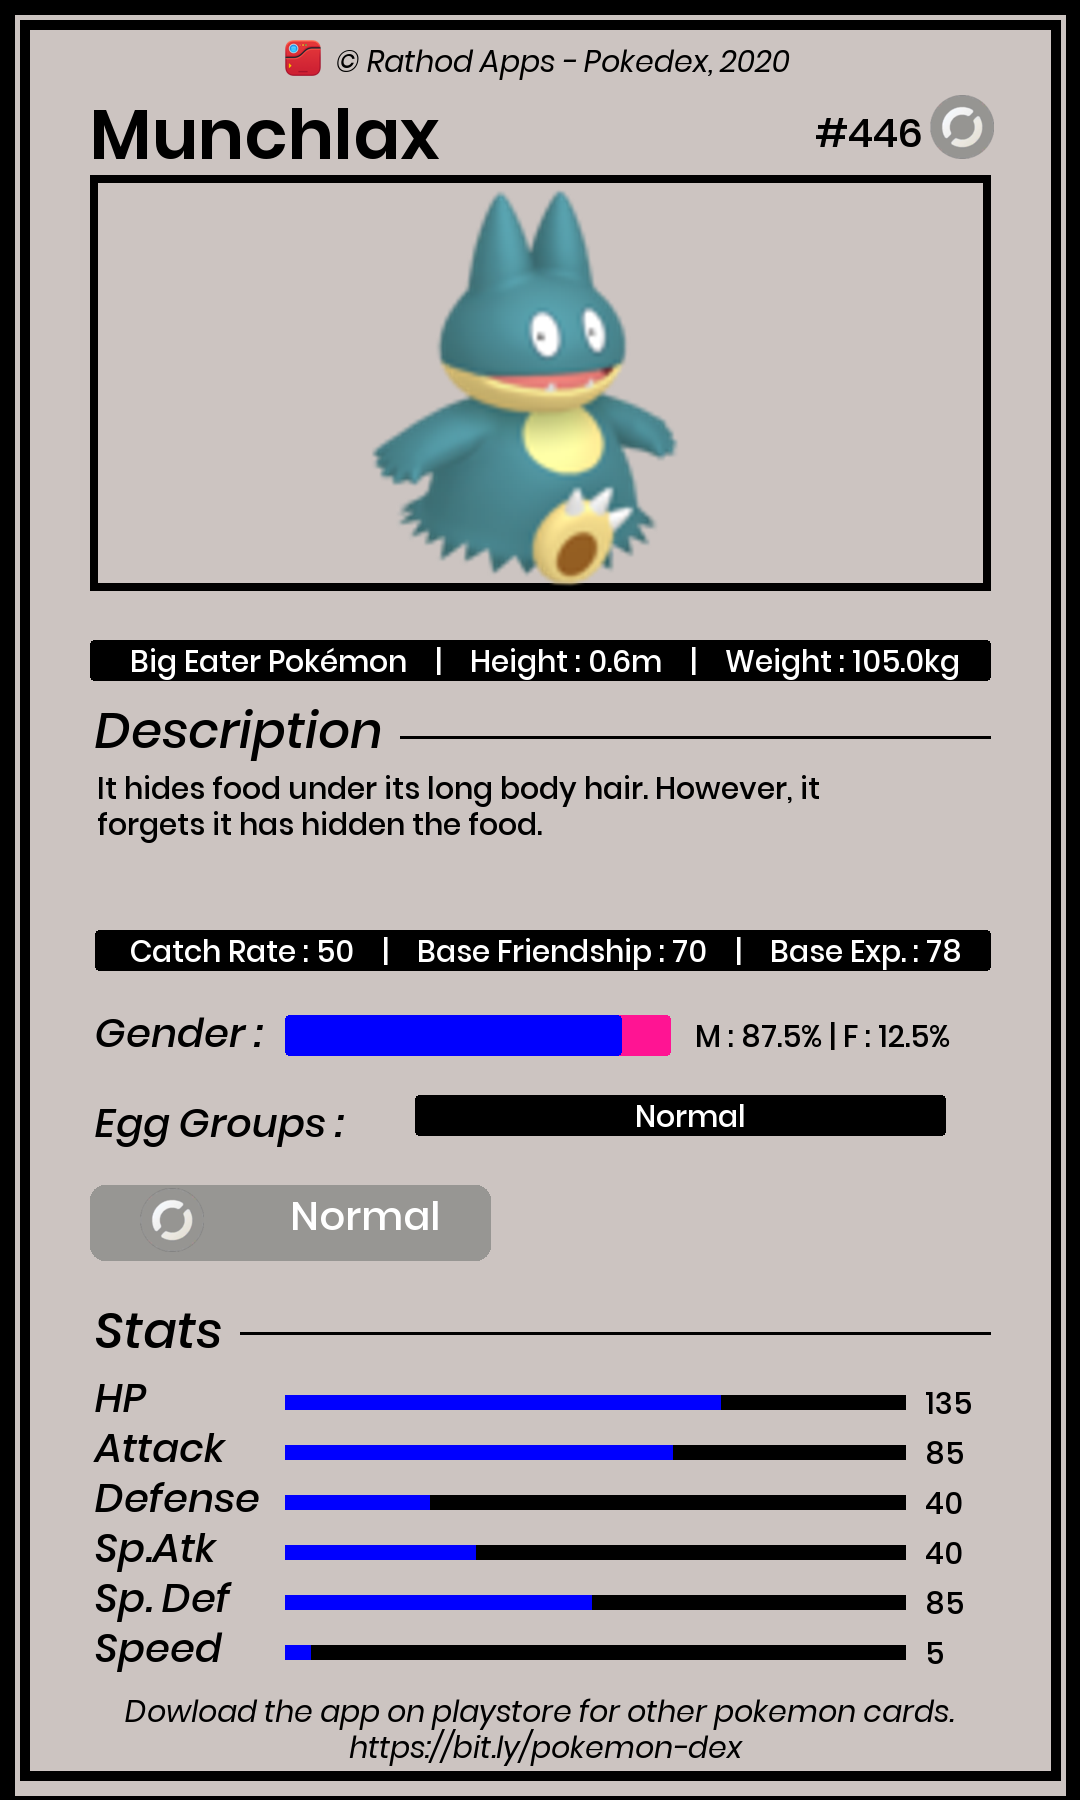 © Rathod Apps - Pokedex, 2020
Munchlax #446
Big Eater Pokémon | Height : 0.6m | Weight : 105.0kg
Description
It hides food under its long body hair. However, it
forgets it has hidden the food.
Catch Rate : 50 | Base Friendship : 70 | Base Exp. : 78
Gender : M : 87.5% | F : 12.5%
Egg Groups : Normal
Normal
Stats
HP 135
Attack 85
Defense 40
Sp.Atk 40
Sp. Def 85
Speed 5
Dowload the app on playstore for other pokemon cards.
https://bit.ly/pokemon-dex